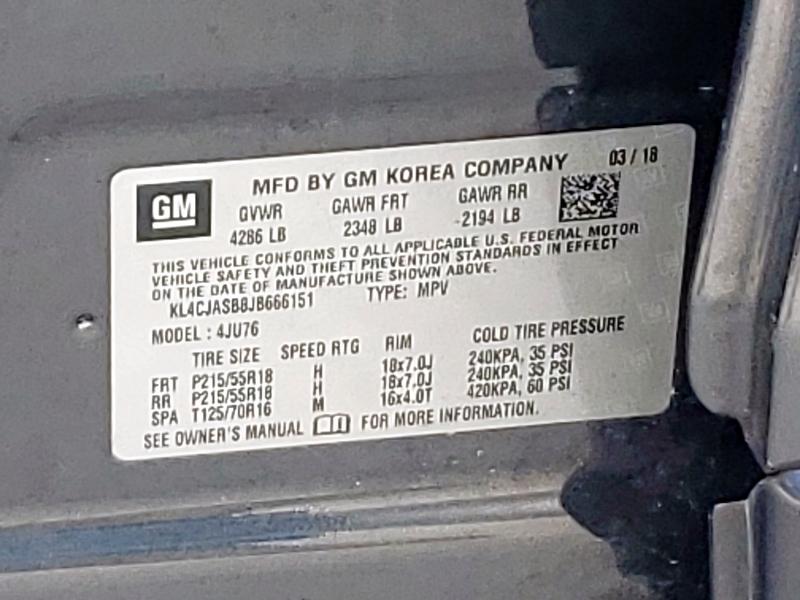 GM
MFD BY GM KOREA COMPANY 03 / 18
GVWR GAWR FRT GAWR RR
4286 LB 2348 LB 2194 LB
THIS VEHICLE CONFORMS TO ALL APPLICABLE U.S. FEDERAL MOTOR
VEHICLE SAFETY AND THEFT PREVENTION STANDARDS IN EFFECT
ON THE DATE OF MANUFACTURE SHOWN ABOVE.
KL4CJASB8JB666151 TYPE: MPV
MODEL : 4JU76
TIRE SIZE SPEED RTG RIM COLD TIRE PRESSURE
FRT P215/55R18 H 18x7.0J 240KPA, 35 PSI
RR P215/55R18 H 18x7.0J 240KPA, 35 PSI
SPA T125/70R16 M 16x4.0T 420KPA, 60 PSI
SEE OWNER'S MANUAL FOR MORE INFORMATION.